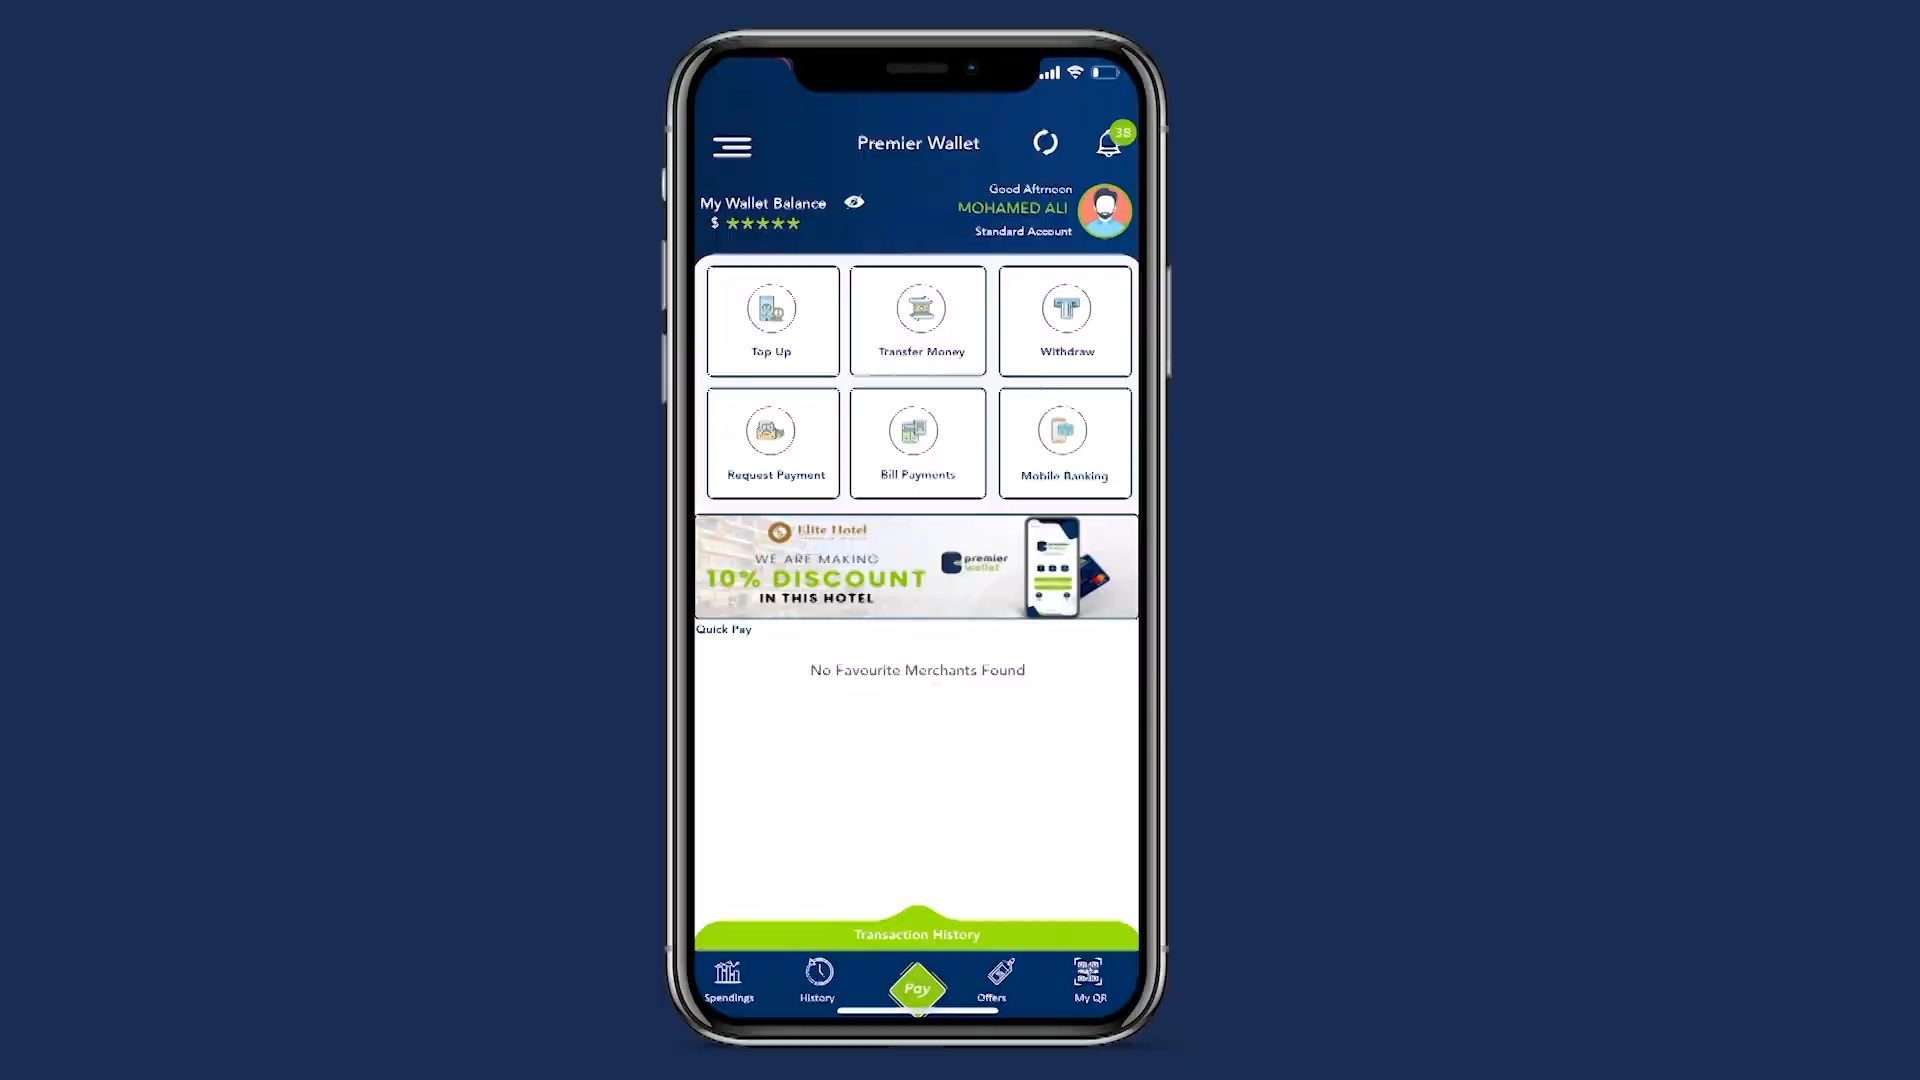 Premier Wallet
38
My Wallet Balance
$ ★★★★★
Good Aftrnoon
MOHAMED ALI
Standard Account
Top Up
Transfer Money
Withdraw
Request Payment
Bill Payments
Mobile Banking
Elite Hotel
WE ARE MAKING
10% DISCOUNT
IN THIS HOTEL
premier
wallet
Quick Pay
No Favourite Merchants Found
Transaction History
Spendings
History
Pay
Offers
My QR